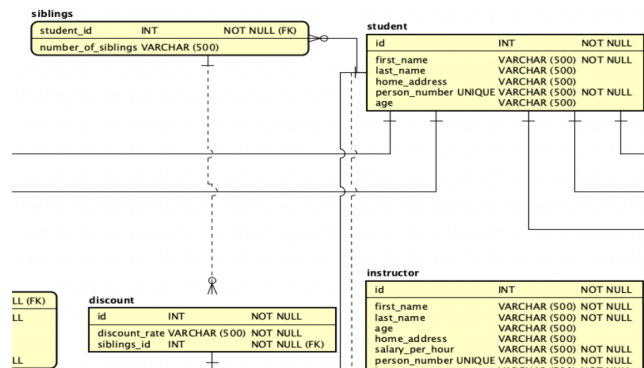 siblings
student_id INT NOT NULL (FK)
number_of_siblings VARCHAR (500)
student
id INT NOT NULL
first_name VARCHAR (500) NOT NULL
last_name VARCHAR (500)
home_address VARCHAR (500)
person_number UNIQUE VARCHAR (500) NOT NULL
age VARCHAR (500)
LL (FK)
LL
LL
discount
id INT NOT NULL
discount_rate VARCHAR (500) NOT NULL
siblings_id INT NOT NULL (FK)
instructor
id INT NOT NULL
first_name VARCHAR (500) NOT NULL
last_name VARCHAR (500) NOT NULL
age VARCHAR (500)
home_address VARCHAR (500)
salary_per_hour VARCHAR (500) NOT NULL
person_number UNIQUE VARCHAR (500) NOT NULL